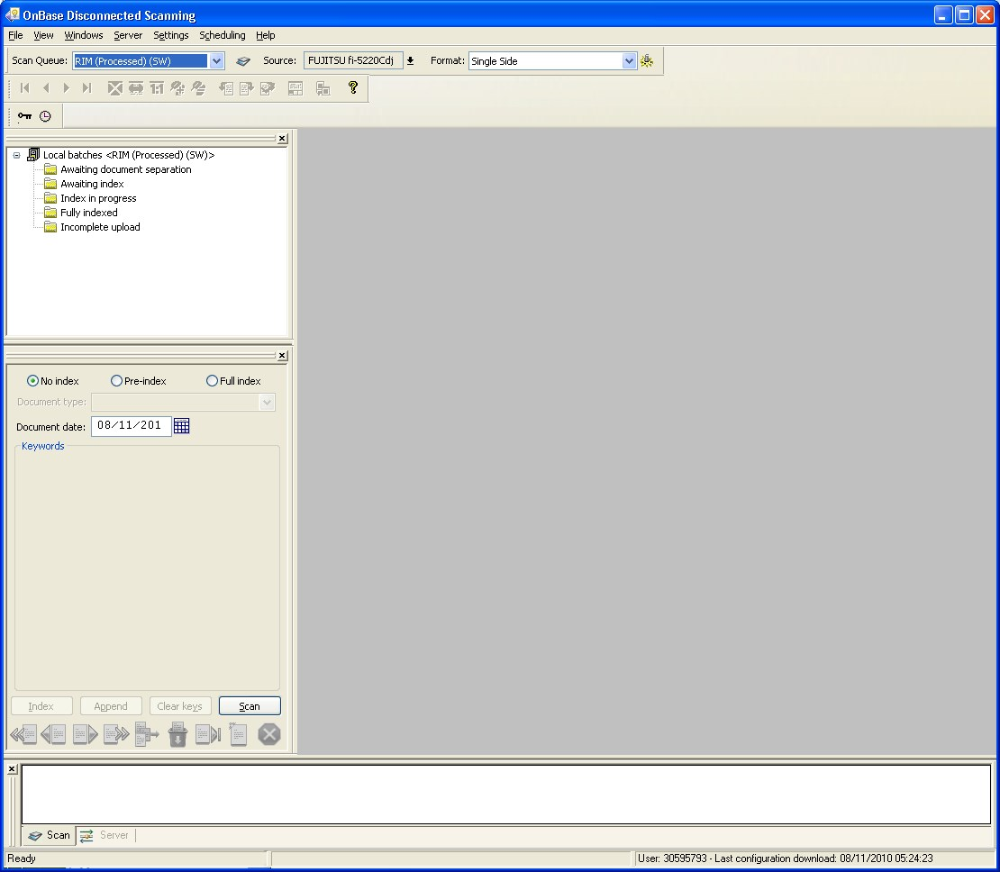 OnBase Disconnected Scanning
File View Windows Server Settings Scheduling Help
Scan Queue: RIM (Processed) (SW) Source: FUJITSU fi-5220Cdj Format: Single Side
1:1 ?
Local batches <RIM (Processed) (SW)>
Awaiting document separation
Awaiting index
Index in progress
Fully indexed
Incomplete upload
No index Pre-index Full index
Document type:
Document date: 08/11/201
Keywords
Index Append Clear keys Scan
Scan Server
Ready User: 30595793 - Last configuration download: 08/11/2010 05:24:23